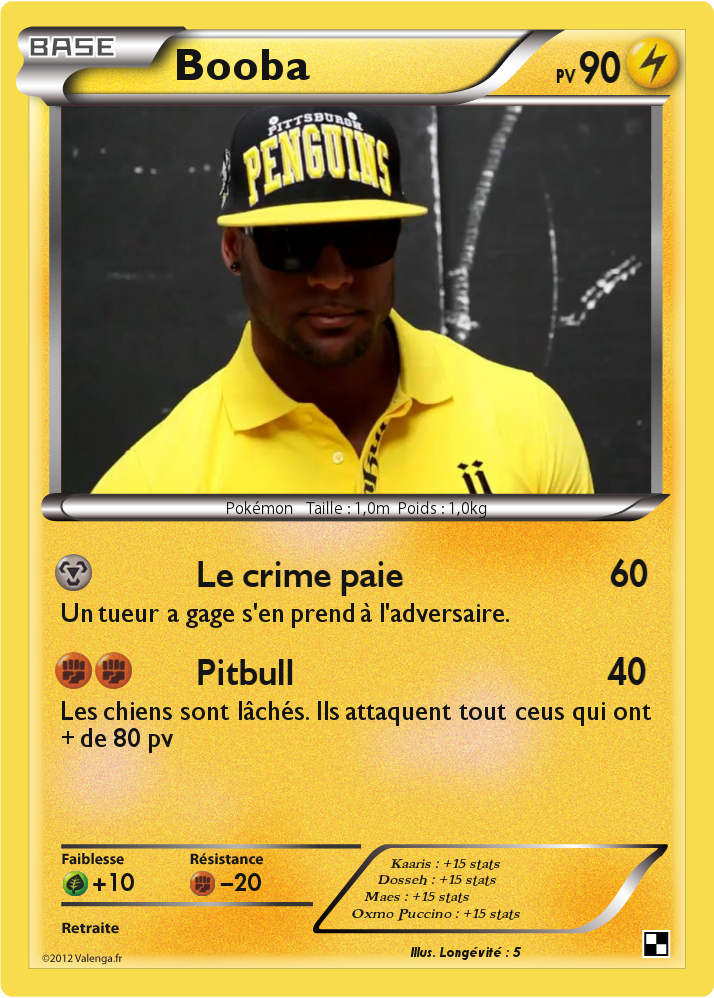 BASE
Booba
PV 90
PITTSBURGH
PENGUINS
Pokémon Taille : 1,0m Poids : 1,0kg
Le crime paie 60
Un tueur a gage s'en prend à l'adversaire.
Pitbull 40
Les chiens sont lâchés. Ils attaquent tout ceus qui ont
+ de 80 pv
Faiblesse Résistance
+10 −20
Retraite
Kaaris : +15 stats
Dosseh : +15 stats
Maes : +15 stats
Oxmo Puccino : +15 stats
©2012 Valenga.fr
Illus. Longévité : 5